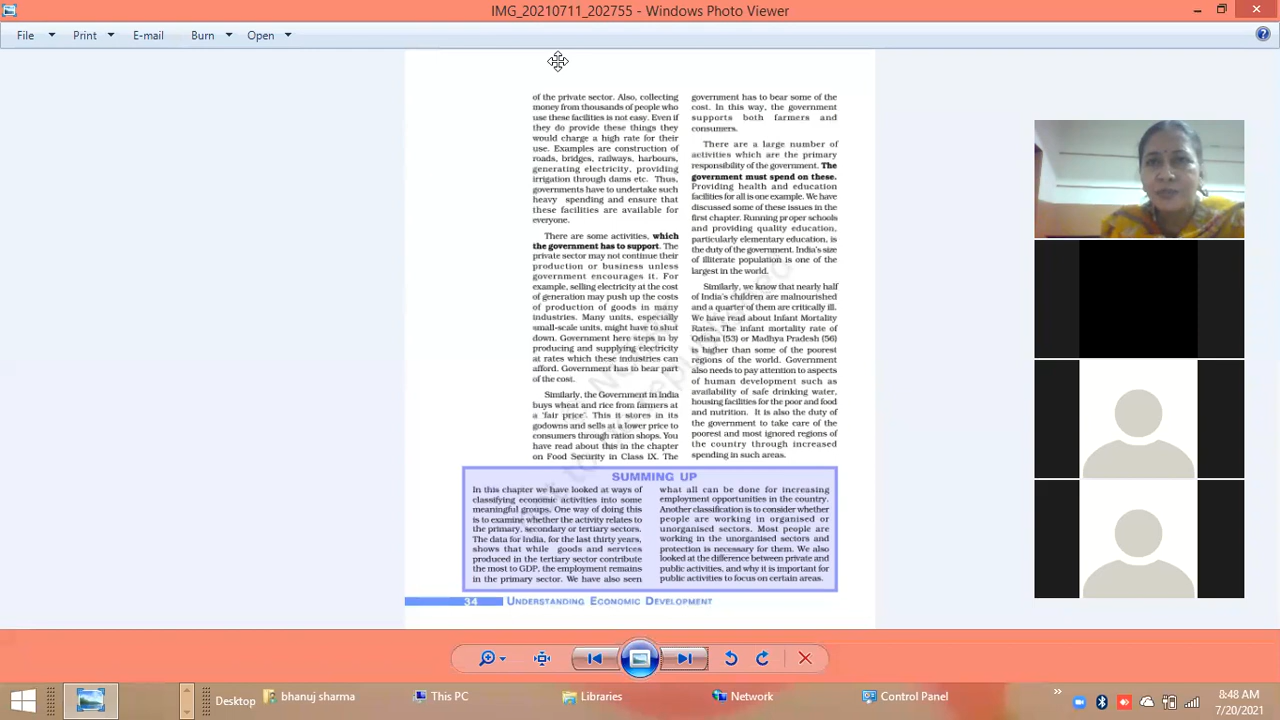 IMG_20210711_202755 - Windows Photo Viewer
File Print E-mail Burn Open
of the private sector. Also, collecting
money from thousands of people who
use these facilities is not easy. Even if
they do provide these things they
would charge a high rate for their
use. Examples are construction of
roads, bridges, railways, harbours,
generating electricity, providing
irrigation through dams etc. Thus,
governments have to undertake such
heavy spending and ensure that
these facilities are available for
everyone.
There are some activities, which
the government has to support. The
private sector may not continue their
production or business unless
government encourages it. For
example, selling electricity at the cost
of generation may push up the costs
of production of goods in many
industries. Many units, especially
small-scale units, might have to shut
down. Government here steps in by
producing and supplying electricity
at rates which these industries can
afford. Government has to bear part
of the cost.
Similarly, the Government in India
buys wheat and rice from farmers at
a 'fair price'. This it stores in its
godowns and sells at a lower price to
consumers through ration shops. You
have read about this in the chapter
on Food Security in Class IX. The
government has to bear some of the
cost. In this way, the government
supports both farmers and
consumers.
There are a large number of
activities which are the primary
responsibility of the government. The
government must spend on these.
Providing health and education
facilities for all is one example. We have
discussed some of these issues in the
first chapter. Running proper schools
and providing quality education,
particularly elementary education, is
the duty of the government. India's size
of illiterate population is one of the
largest in the world.
Similarly, we know that nearly half
of India's children are malnourished
and a quarter of them are critically ill.
We have read about Infant Mortality
Rates. The infant mortality rate of
Odisha (53) or Madhya Pradesh (56)
is higher than some of the poorest
regions of the world. Government
also needs to pay attention to aspects
of human development such as
availability of safe drinking water,
housing facilities for the poor and food
and nutrition. It is also the duty of
the government to take care of the
poorest and most ignored regions of
the country through increased
spending in such areas.
SUMMING UP
In this chapter we have looked at ways of
classifying economic activities into some
meaningful groups. One way of doing this
is to examine whether the activity relates to
the primary, secondary or tertiary sectors.
The data for India, for the last thirty years,
shows that while goods and services
produced in the tertiary sector contribute
the most to GDP, the employment remains
in the primary sector. We have also seen
what all can be done for increasing
employment opportunities in the country.
Another classification is to consider whether
people are working in organised or
unorganised sectors. Most people are
working in the unorganised sectors and
protection is necessary for them. We also
looked at the difference between private and
public activities, and why it is important for
public activities to focus on certain areas.
34 UNDERSTANDING ECONOMIC DEVELOPMENT
Desktop bhanuj sharma This PC Libraries Network Control Panel
8:48 AM
7/20/2021